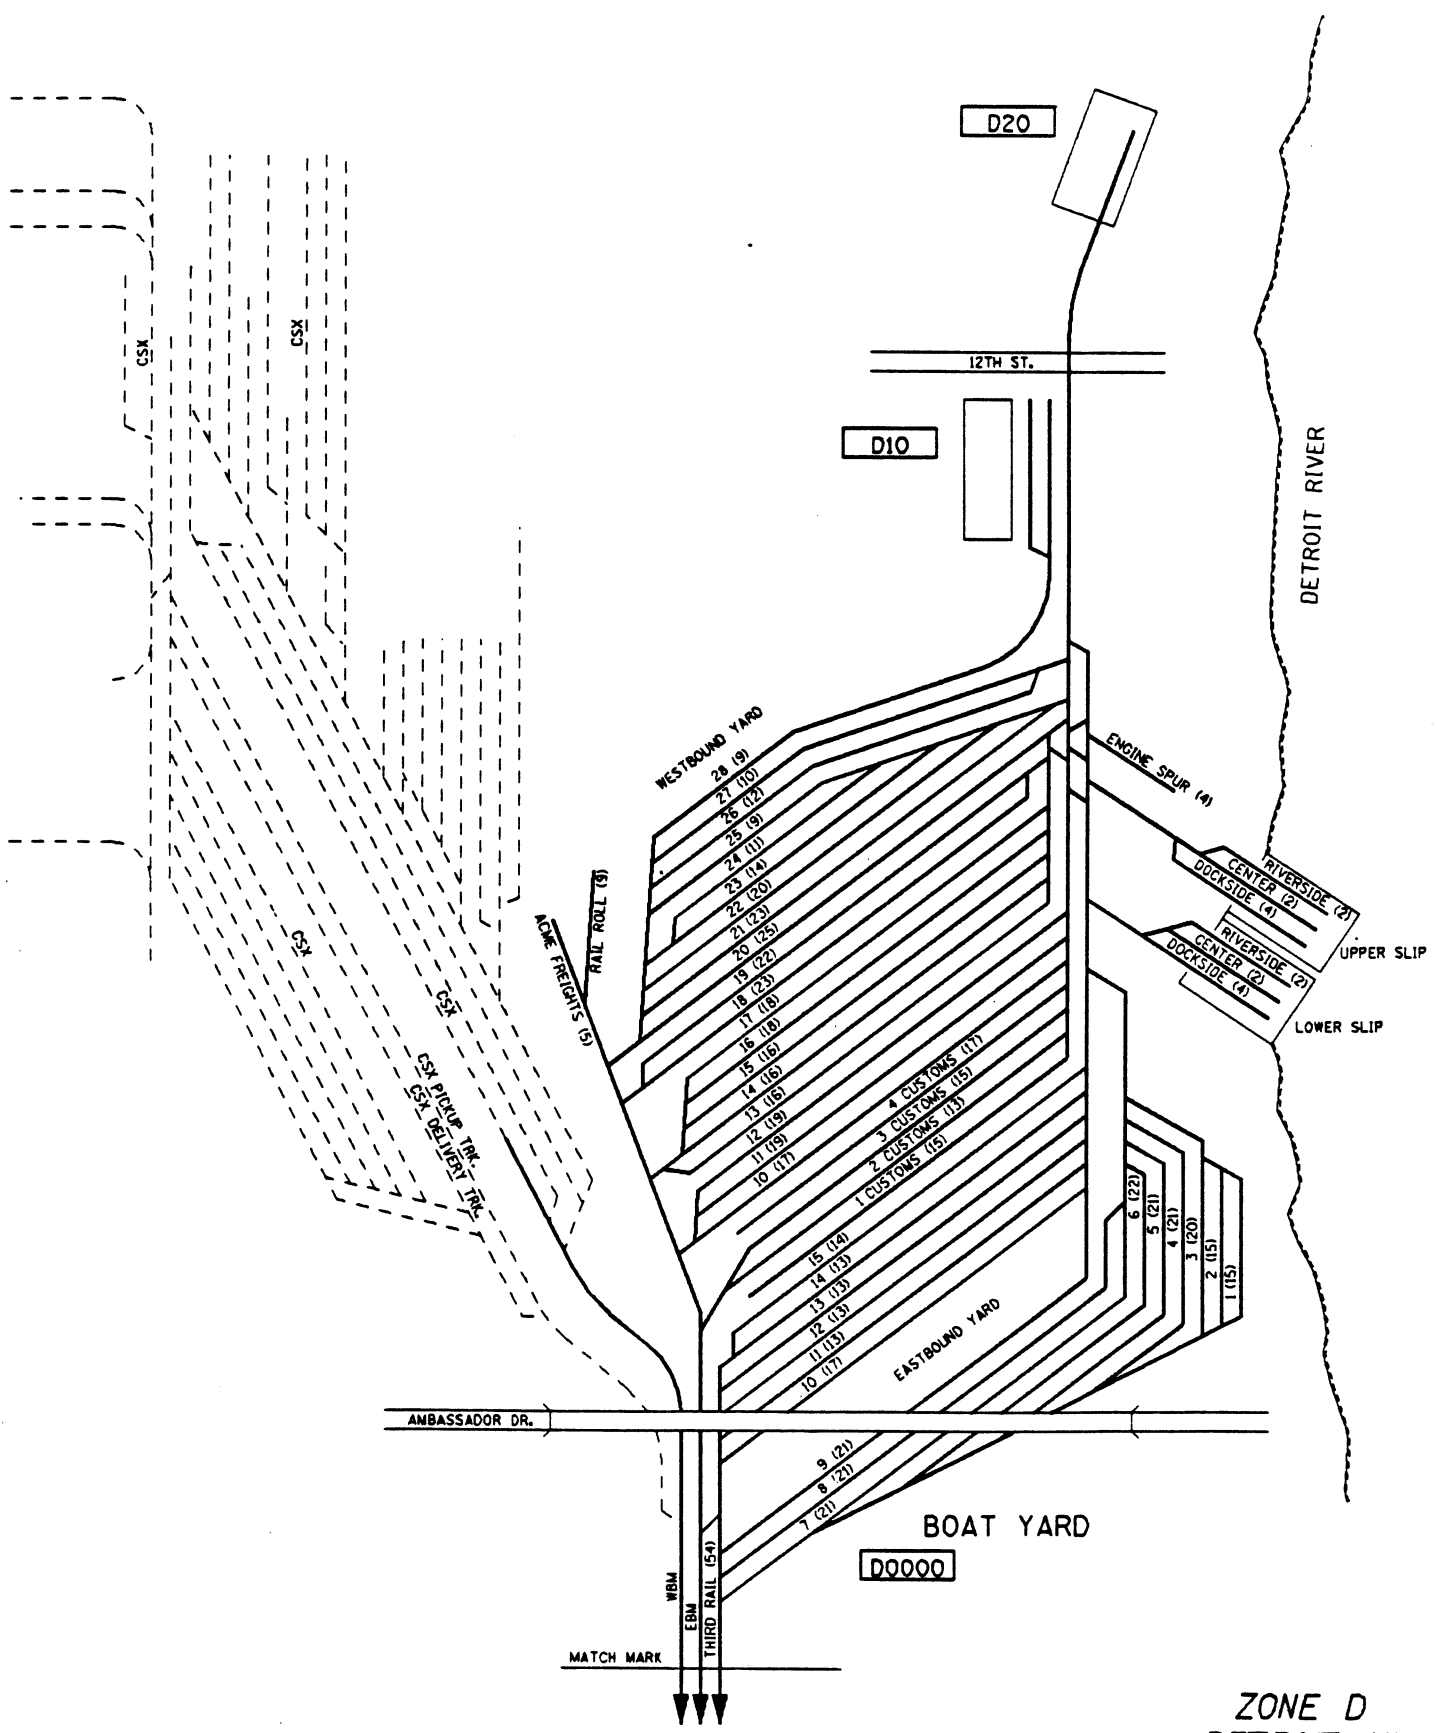 D20
12TH ST.
CSX
CSX
D10
DETROIT RIVER
WESTBOUND YARD
28 (9)
27 (10)
26 (12)
25 (9)
24 (11)
23 (14)
22 (20)
21 (23)
20 (25)
19 (22)
18 (23)
17 (18)
16 (18)
15 (16)
14 (16)
13 (16)
12 (19)
11 (19)
10 (17)
ENGINE SPUR (4)
RIVERSIDE (2)
CENTER (2)
DOCKSIDE (4)
UPPER SLIP
RIVERSIDE (2)
CENTER (2)
DOCKSIDE (4)
LOWER SLIP
RAIL ROLL (9)
ACME FREIGHTS (5)
CSX
CSX
CSX PICKUP TRK.
CSX DELIVERY TRK.
4 CUSTOMS (17)
3 CUSTOMS (15)
2 CUSTOMS (13)
1 CUSTOMS (15)
15 (14)
14 (13)
13 (13)
12 (13)
11 (13)
10 (17)
6 (22)
5 (21)
4 (21)
3 (20)
2 (15)
1 (15)
EASTBOUND YARD
AMBASSADOR DR.
9 (21)
8 (21)
7 (21)
BOAT YARD
D0000
WBM
EBM
THIRD RAIL (54)
MATCH MARK
ZONE D